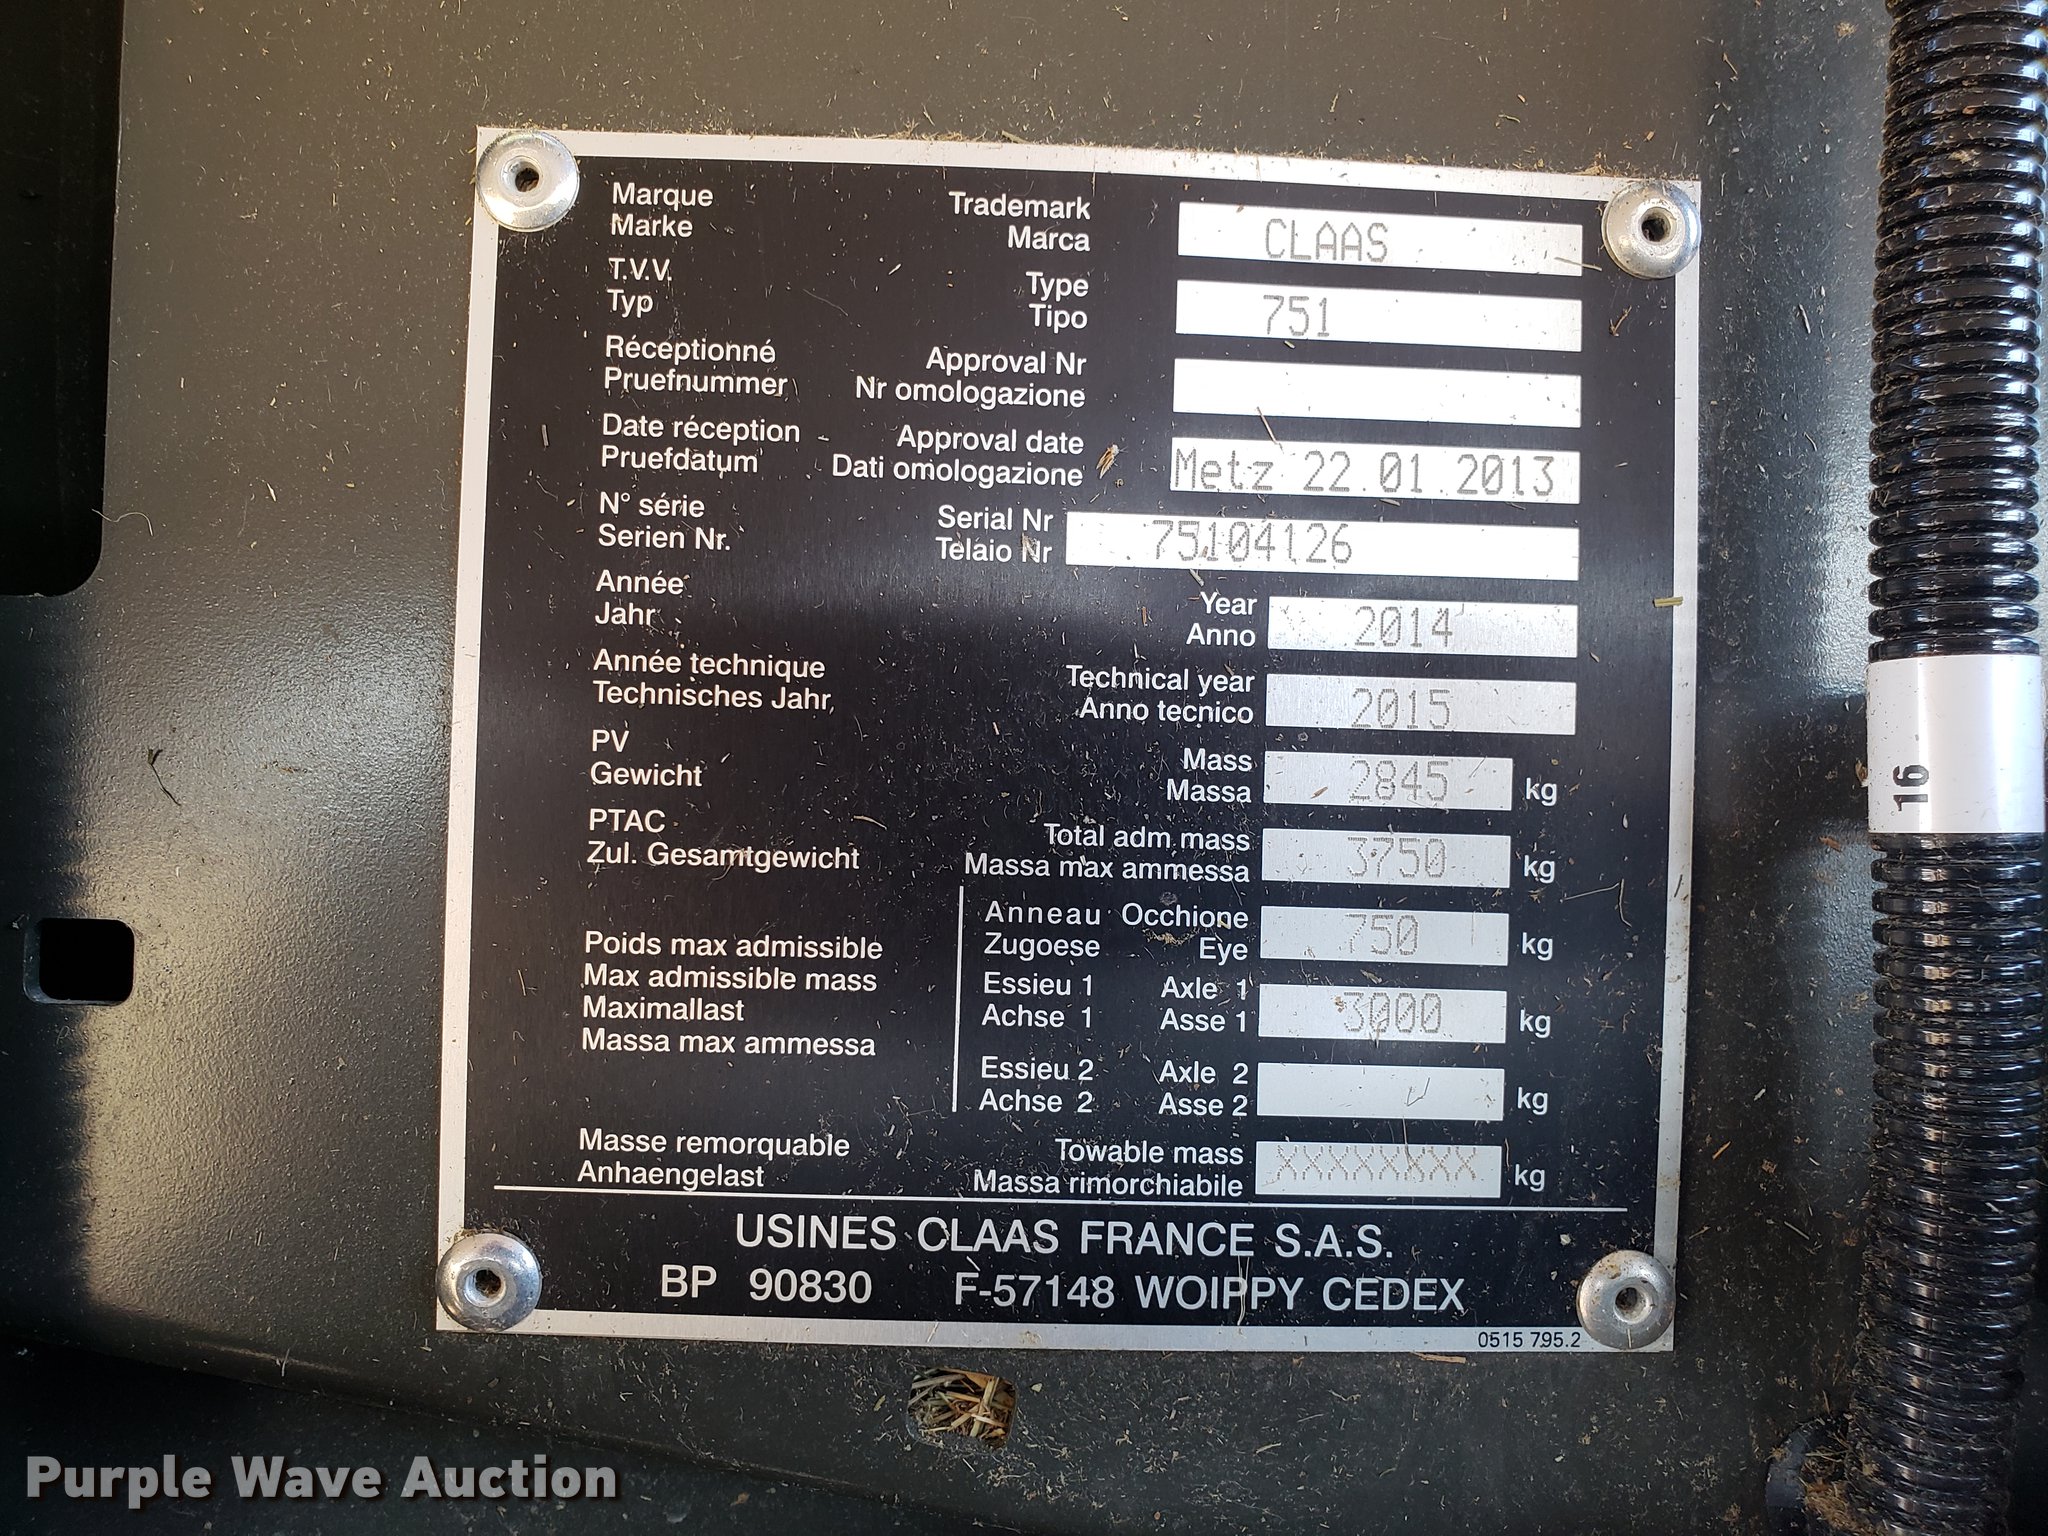 Marque Trademark
Marke Marca CLAAS
T.V.V. Type
Typ Tipo 751
Réceptionné Approval Nr
Pruefnummer Nr omologazione
Date réception Approval date
Pruefdatum Dati omologazione Metz 22.01.2013
N° série Serial Nr
Serien Nr. Telaio Nr 75104126
Année Year
Jahr Anno 2014
Année technique Technical year
Technisches Jahr Anno tecnico 2015
PV Mass
Gewicht Massa 2845 kg
PTAC Total adm mass
Zul. Gesamtgewicht Massa max ammessa 3750 kg
Poids max admissible
Max admissible mass
Maximallast
Massa max ammessa
Anneau Occhione
Zugoese Eye 750 kg
Essieu 1 Axle 1
Achse 1 Asse 1 3000 kg
Essieu 2 Axle 2
Achse 2 Asse 2 kg
Masse remorquable Towable mass
Anhaengelast Massa rimorchiabile XXXXXXXX kg
USINES CLAAS FRANCE S.A.S.
BP 90830 F-57148 WOIPPY CEDEX
0515 795.2
16
Purple Wave Auction